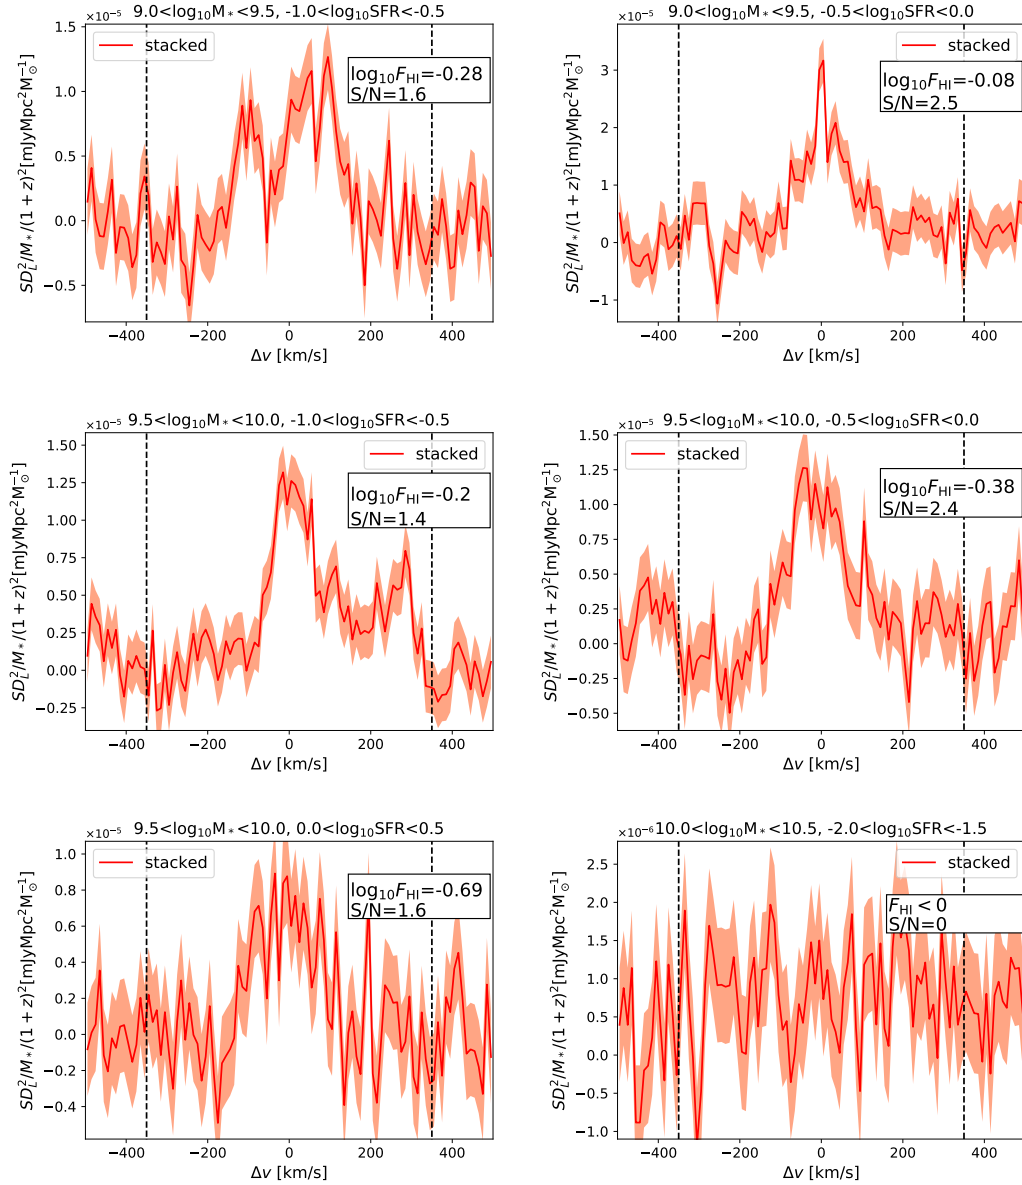 ×10⁻⁵ 9.0<log₁₀M*<9.5, -1.0<log₁₀SFR<-0.5
stacked
log₁₀F_HI=-0.28
S/N=1.6
1.5
1.0
0.5
0.0
−0.5
SD_L²/M*/(1 + z)²[mJyMpc²M_⊙⁻¹]
−400 −200 0 200 400
Δv [km/s]
×10⁻⁵ 9.0<log₁₀M*<9.5, -0.5<log₁₀SFR<0.0
stacked
log₁₀F_HI=-0.08
S/N=2.5
3
2
1
0
−1
SD_L²/M*/(1 + z)²[mJyMpc²M_⊙⁻¹]
−400 −200 0 200 400
Δv [km/s]
×10⁻⁵ 9.5<log₁₀M*<10.0, -1.0<log₁₀SFR<-0.5
stacked
log₁₀F_HI=-0.2
S/N=1.4
1.50
1.25
1.00
0.75
0.50
0.25
0.00
−0.25
SD_L²/M*/(1 + z)²[mJyMpc²M_⊙⁻¹]
−400 −200 0 200 400
Δv [km/s]
×10⁻⁵ 9.5<log₁₀M*<10.0, -0.5<log₁₀SFR<0.0
stacked
log₁₀F_HI=-0.38
S/N=2.4
1.50
1.25
1.00
0.75
0.50
0.25
0.00
−0.25
−0.50
SD_L²/M*/(1 + z)²[mJyMpc²M_⊙⁻¹]
−400 −200 0 200 400
Δv [km/s]
×10⁻⁵ 9.5<log₁₀M*<10.0, 0.0<log₁₀SFR<0.5
stacked
log₁₀F_HI=-0.69
S/N=1.6
1.0
0.8
0.6
0.4
0.2
0.0
−0.2
−0.4
SD_L²/M*/(1 + z)²[mJyMpc²M_⊙⁻¹]
−400 −200 0 200 400
Δv [km/s]
×10⁻⁶ 10.0<log₁₀M*<10.5, -2.0<log₁₀SFR<-1.5
stacked
F_HI < 0
S/N=0
2.5
2.0
1.5
1.0
0.5
0.0
−0.5
−1.0
SD_L²/M*/(1 + z)²[mJyMpc²M_⊙⁻¹]
−400 −200 0 200 400
Δv [km/s]